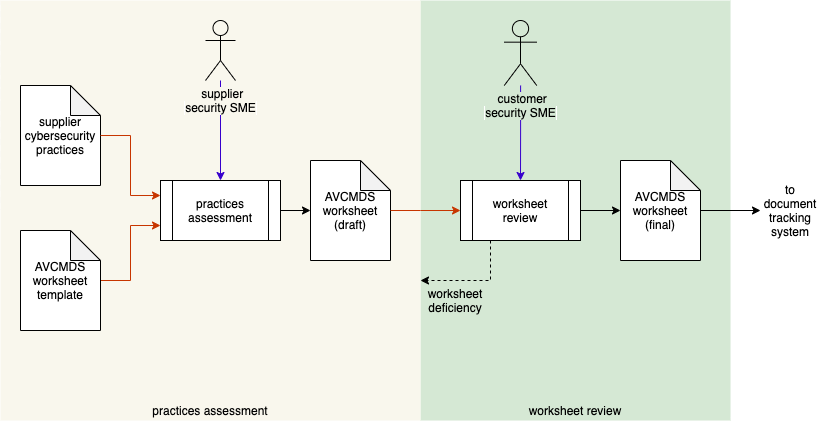 supplier
security SME
customer
security SME
supplier
cybersecurity
practices
practices
assessment
AVCMDS
worksheet
(draft)
worksheet
review
AVCMDS
worksheet
(final)
to
document
tracking
system
AVCMDS
worksheet
template
worksheet
deficiency
practices assessment
worksheet review